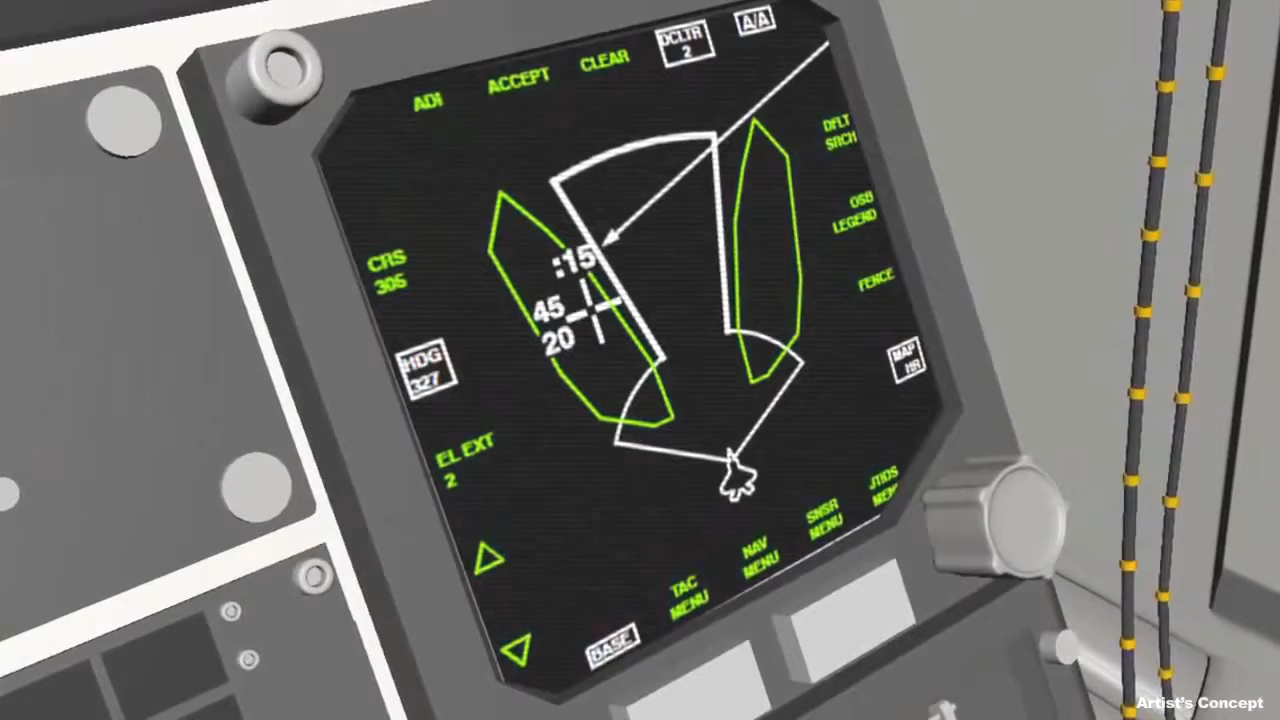 ADI
ACCEPT
CLEAR
DCLTR
2
A/A
DFLT
SRCH
OSB
LEGEND
FENCE
MAP
HR
CRS
305
HDG
327
EL EXT
2
:15
45
20
JTIDS
MENU
SNSR
MENU
NAV
MENU
TAC
MENU
BASE
Artist's Concept